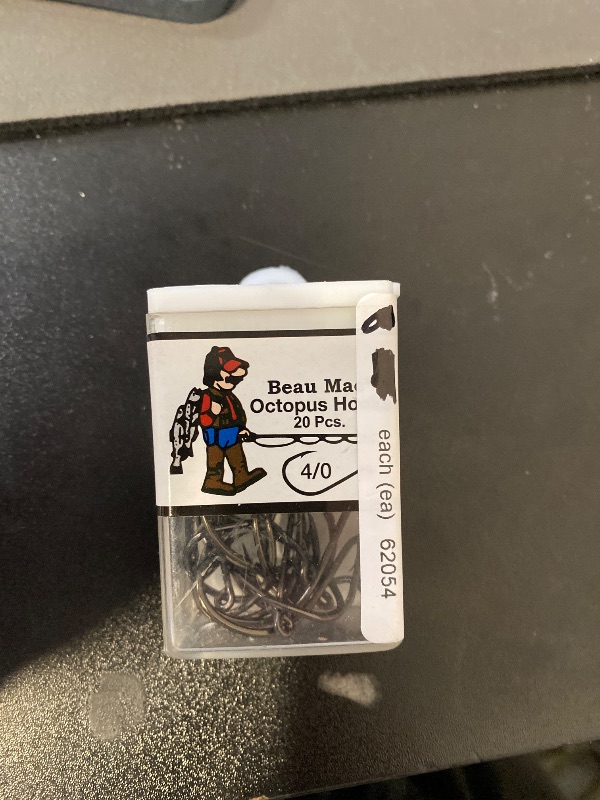 Beau Mac
Octopus Ho
20 Pcs.
4/0
each (ea) 62054